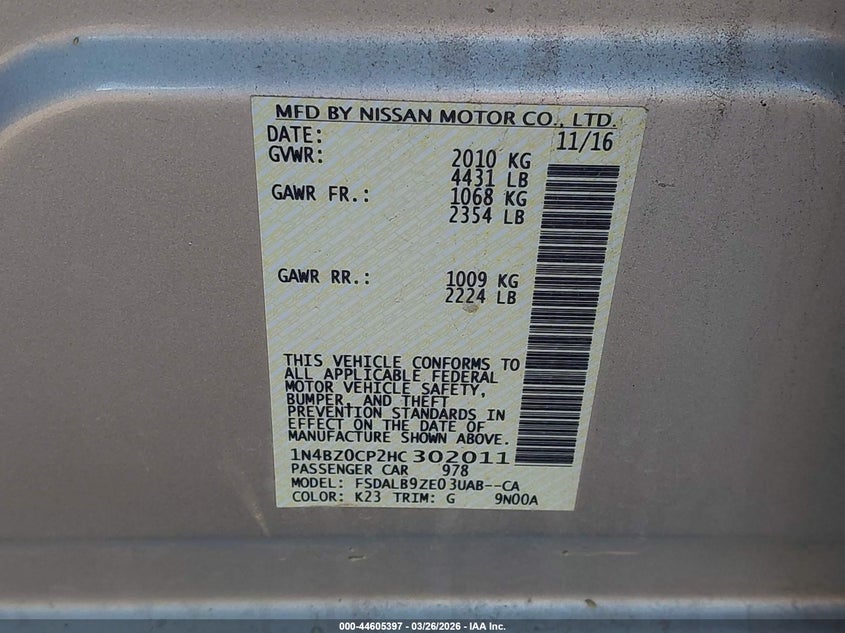 MFD BY NISSAN MOTOR CO., LTD.
DATE: 11/16
GVWR: 2010 KG
4431 LB
GAWR FR.: 1068 KG
2354 LB
GAWR RR.: 1009 KG
2224 LB
THIS VEHICLE CONFORMS TO
ALL APPLICABLE FEDERAL
MOTOR VEHICLE SAFETY,
BUMPER, AND THEFT
PREVENTION STANDARDS IN
EFFECT ON THE DATE OF
MANUFACTURE SHOWN ABOVE.
1N4BZ0CP2HC302011
PASSENGER CAR 978
MODEL: FSDALB9ZE03UAB--CA
COLOR: K23 TRIM: G 9N00A
000-44605397 - 03/26/2026 - IAA Inc.